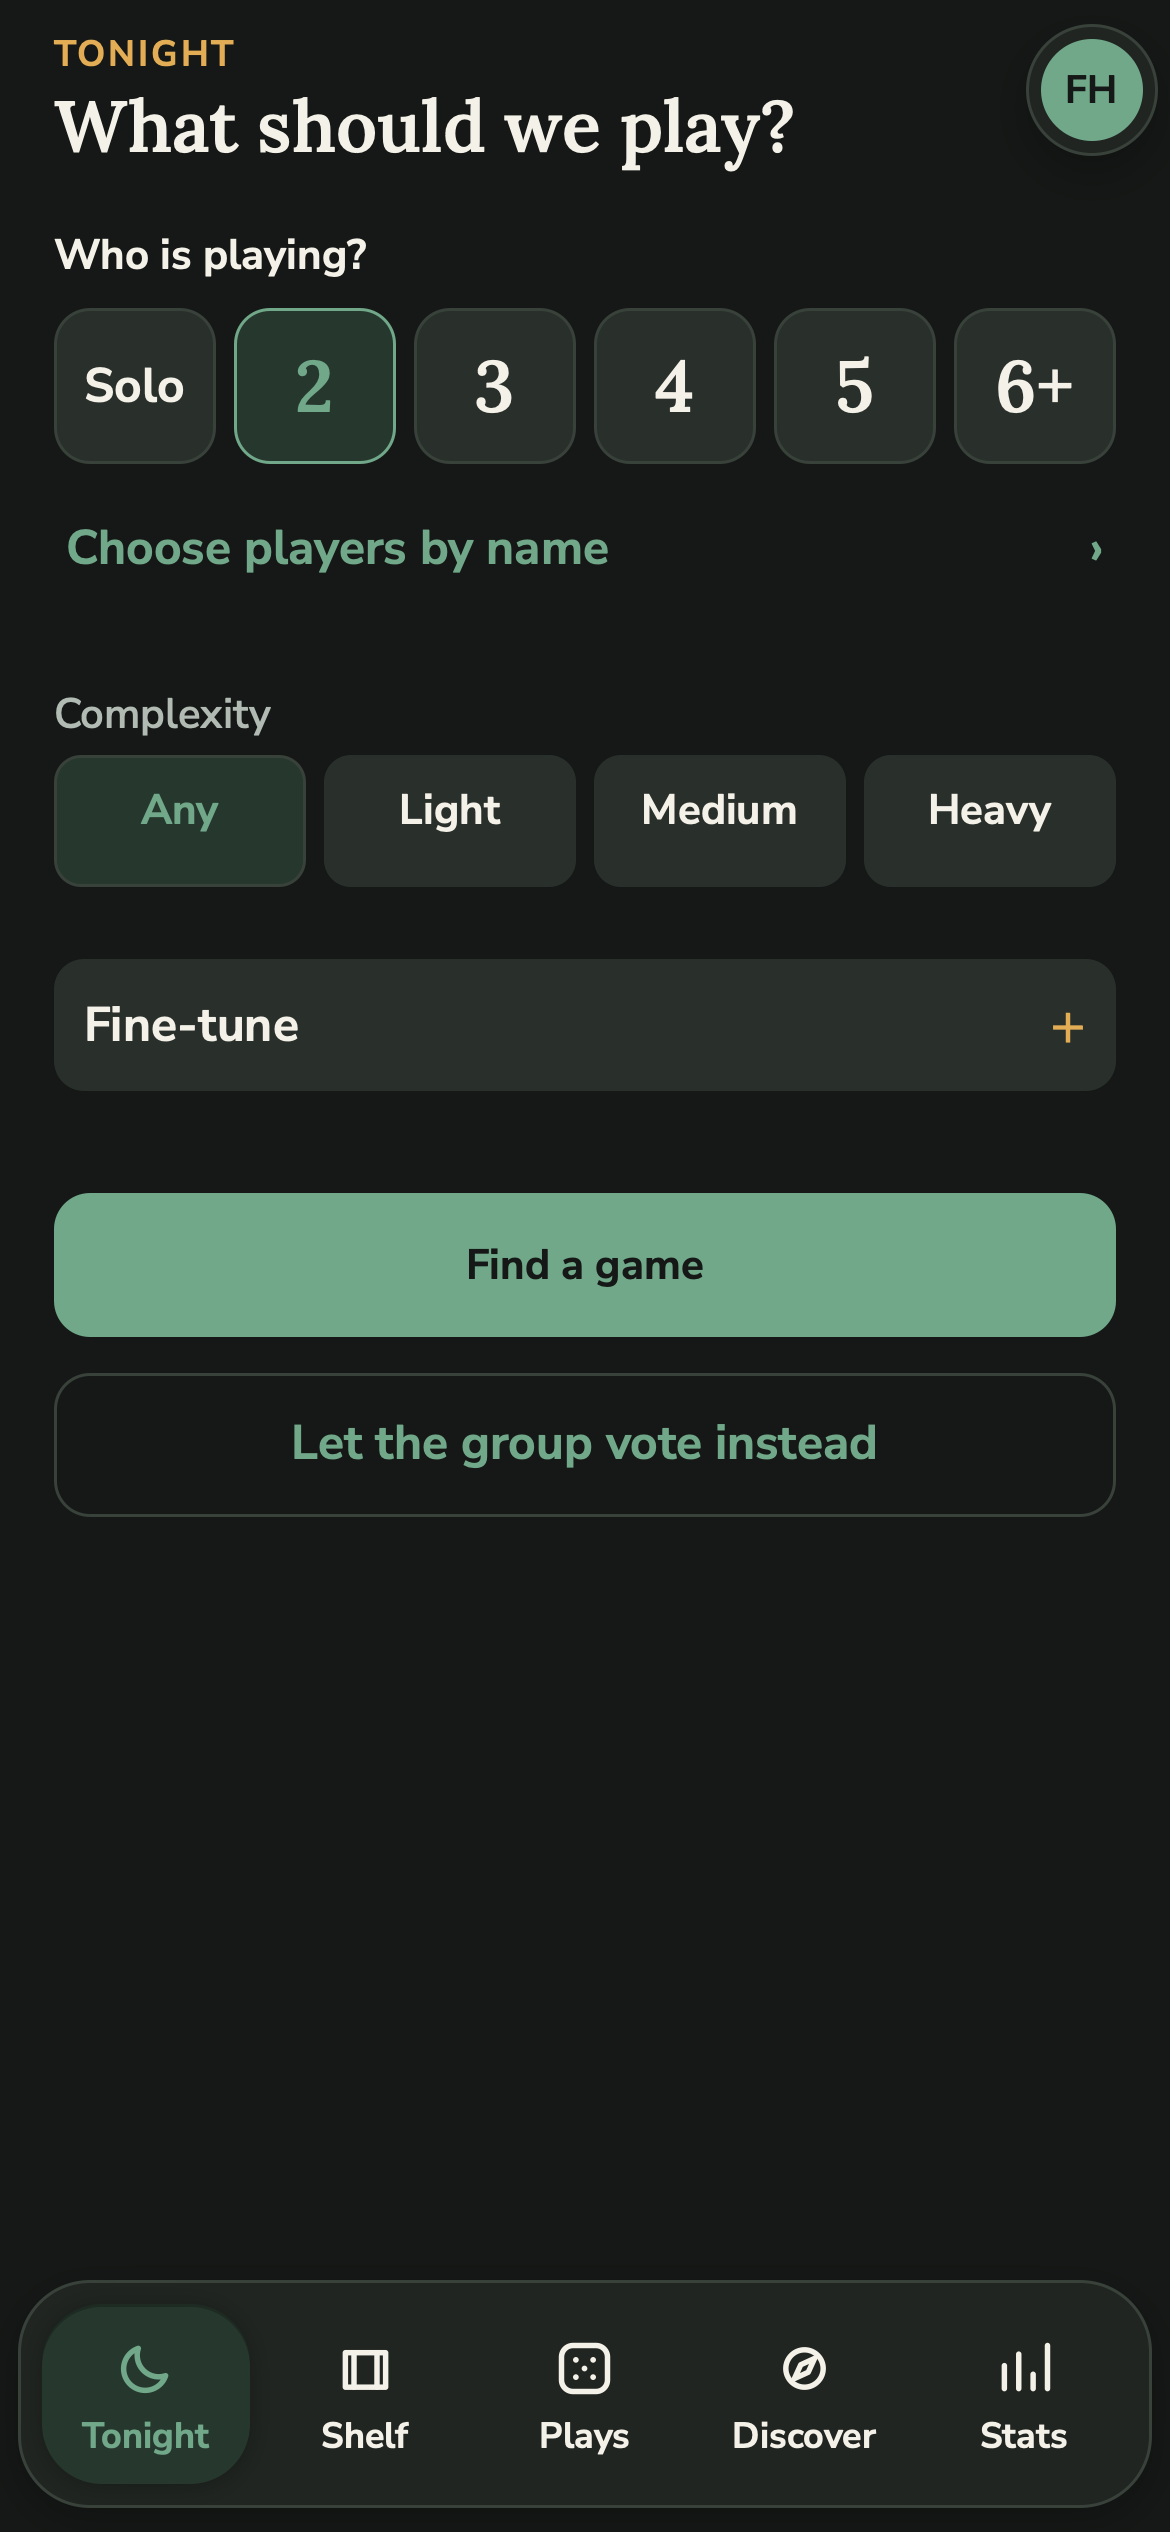 TONIGHT
What should we play?
FH
Who is playing?
Solo
2
3
4
5
6+
Choose players by name ›
Complexity
Any
Light
Medium
Heavy
Fine-tune +
Find a game
Let the group vote instead
Tonight
Shelf
Plays
Discover
Stats